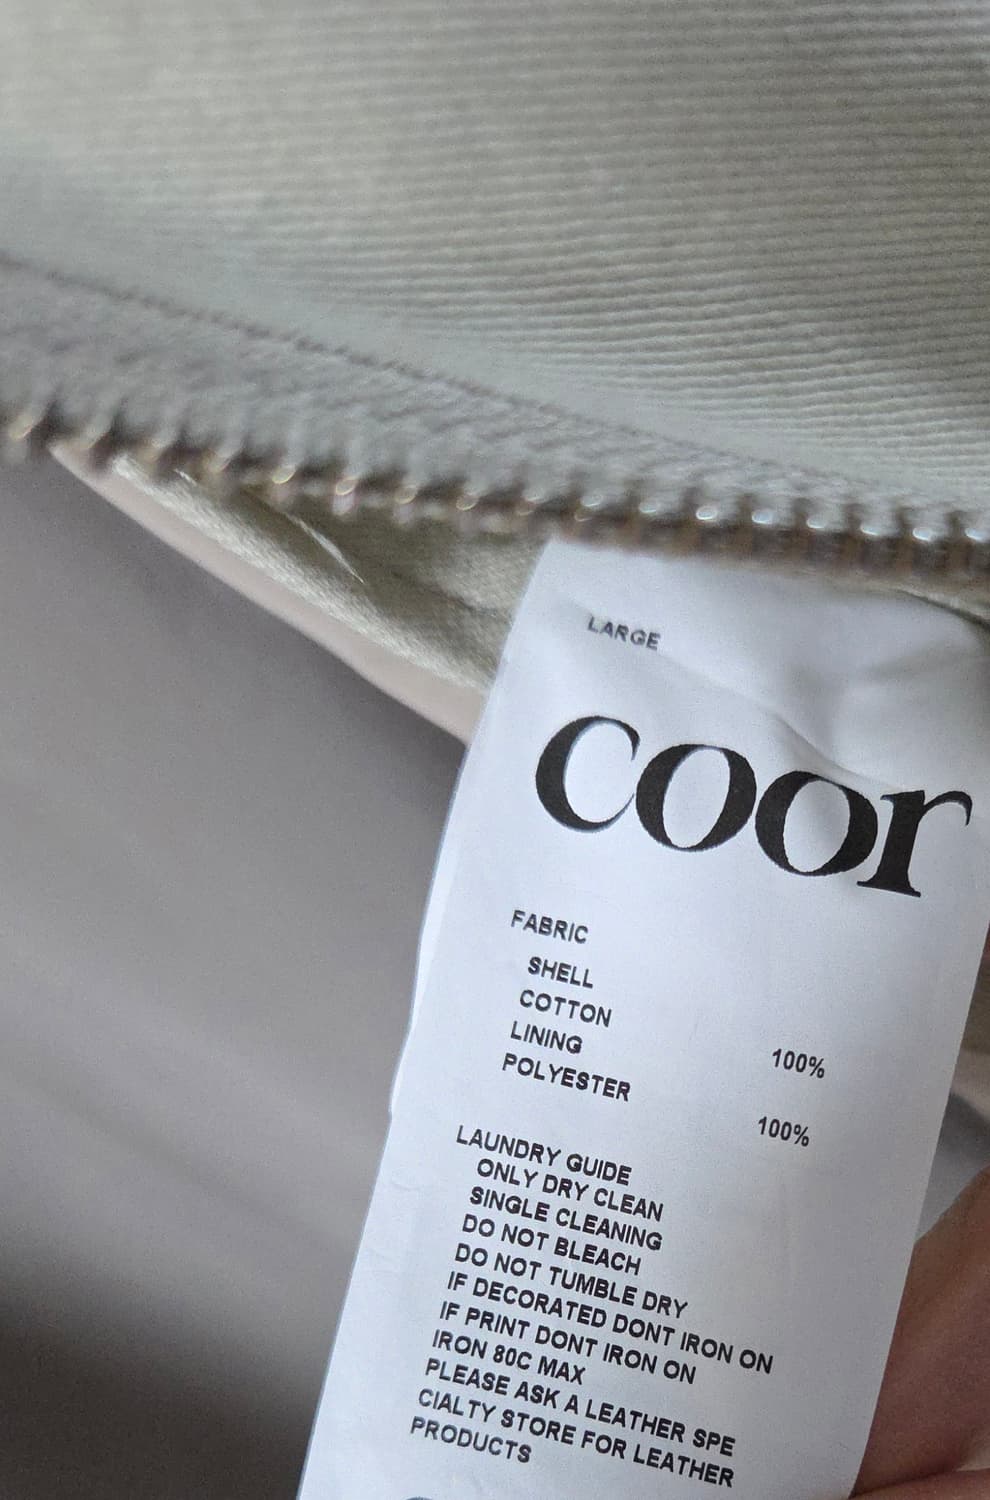 LARGE
coor
FABRIC
SHELL
COTTON 100%
LINING
POLYESTER 100%
LAUNDRY GUIDE
ONLY DRY CLEAN
SINGLE CLEANING
DO NOT BLEACH
DO NOT TUMBLE DRY
IF DECORATED DONT IRON ON
IF PRINT DONT IRON ON
IRON 80C MAX
PLEASE ASK A LEATHER SPE
CIALTY STORE FOR LEATHER
PRODUCTS